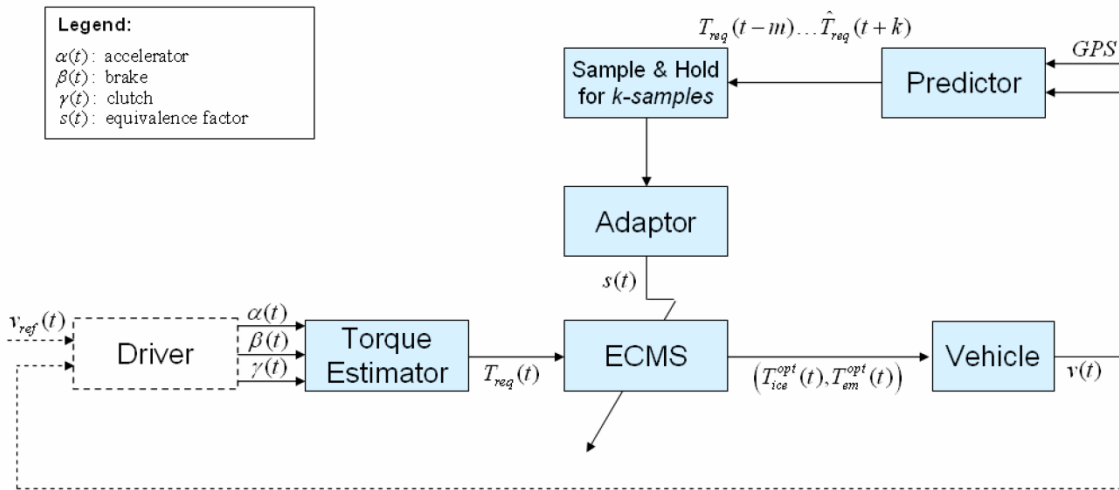 Legend:
α(t): accelerator
β(t): brake
γ(t): clutch
s(t): equivalence factor
T_req(t−m)…T̂_req(t+k)
GPS
Sample & Hold
for k-samples
Predictor
Adaptor
s(t)
v_ref(t)
Driver
α(t)
β(t)
γ(t)
Torque
Estimator
T_req(t)
ECMS
(T_ice^opt(t), T_em^opt(t))
Vehicle
v(t)